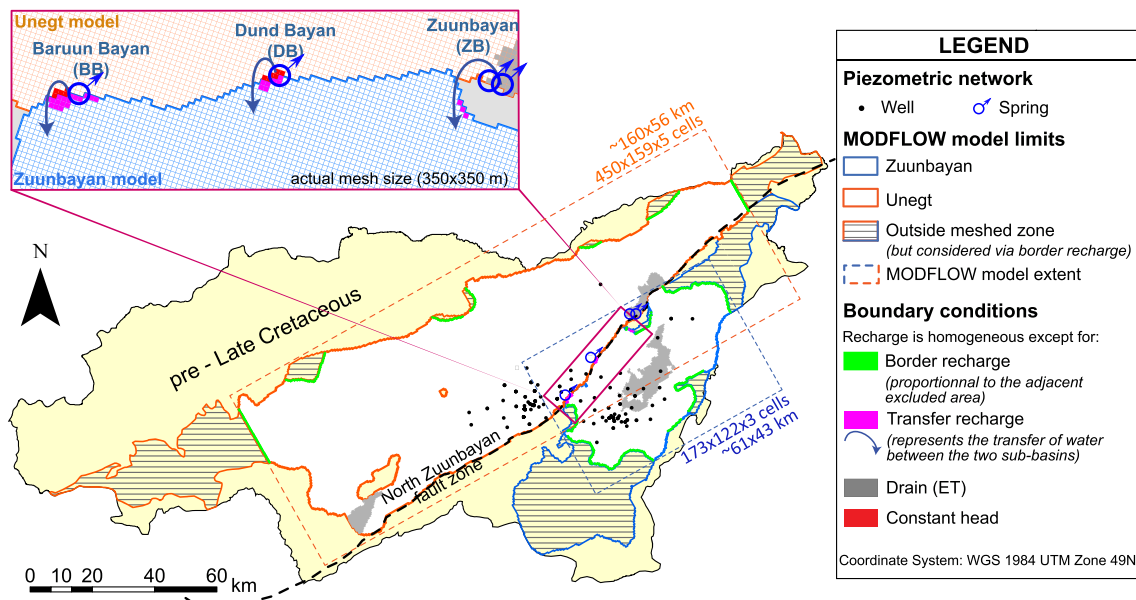 Unegt model
Baruun Bayan
(BB)
Dund Bayan
(DB)
Zuunbayan
(ZB)
Zuunbayan model
actual mesh size (350x350 m)
~160x56 km
450x159x5 cells
N
pre - Late Cretaceous
North Zuunbayan
fault zone
173x122x3 cells
~61x43 km
0 10 20 40 60 km
LEGEND
Piezometric network
Well
Spring
MODFLOW model limits
Zuunbayan
Unegt
Outside meshed zone
(but considered via border recharge)
MODFLOW model extent
Boundary conditions
Recharge is homogeneous except for:
Border recharge
(proportionnal to the adjacent
excluded area)
Transfer recharge
(represents the transfer of water
between the two sub-basins)
Drain (ET)
Constant head
Coordinate System: WGS 1984 UTM Zone 49N